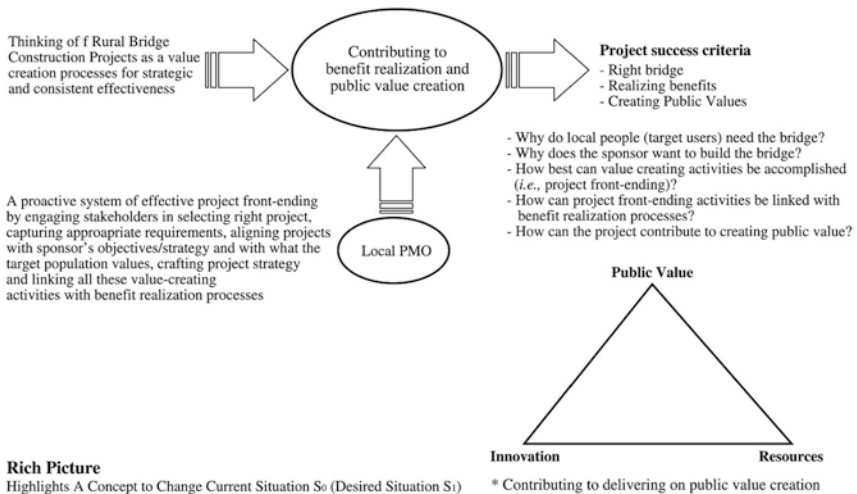 Thinking of f Rural Bridge
Construction Projects as a value
creation processes for strategic
and consistent effectiveness
Contributing to
benefit realization and
public value creation
Project success criteria
- Right bridge
- Realizing benefits
- Creating Public Values
- Why do local people (target users) need the bridge?
- Why does the sponsor want to build the bridge?
- How best can value creating activities be accomplished
(i.e., project front-ending)?
- How can project front-ending activities be linked with
benefit realization processes?
- How can the project contribute to creating public value?
A proactive system of effective project front-ending
by engaging stakeholders in selecting right project,
capturing approapriate requirements, aligning projects
with sponsor's objectives/strategy and with what the
target population values, crafting project strategy
and linking all these value-creating
activities with benefit realization processes
Local PMO
Public Value
Innovation
Resources
Rich Picture
Highlights A Concept to Change Current Situation S0 (Desired Situation S1)
* Contributing to delivering on public value creation